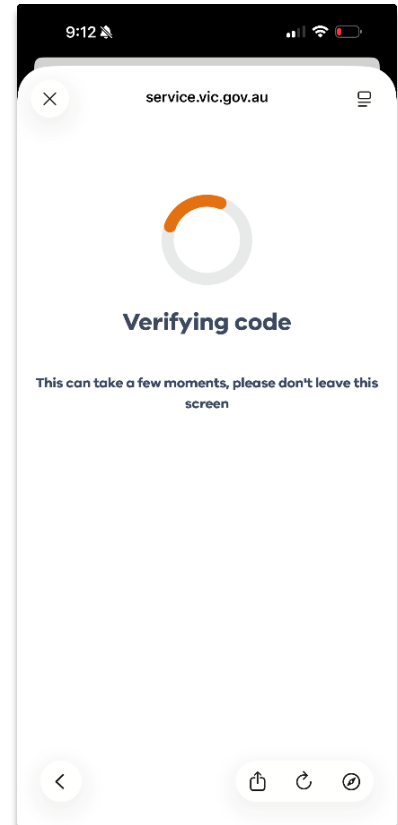 9:12
service.vic.gov.au
Verifying code
This can take a few moments, please don't leave this
screen